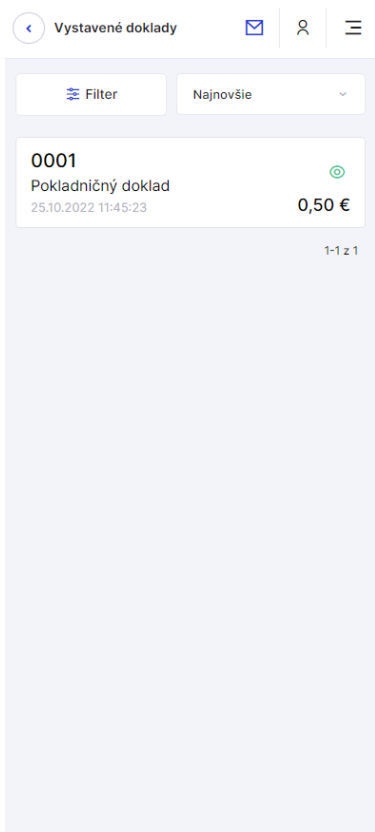 Vystavené doklady
Filter
Najnovšie
0001
Pokladničný doklad
25.10.2022 11:45:23
0,50 €
1-1 z 1